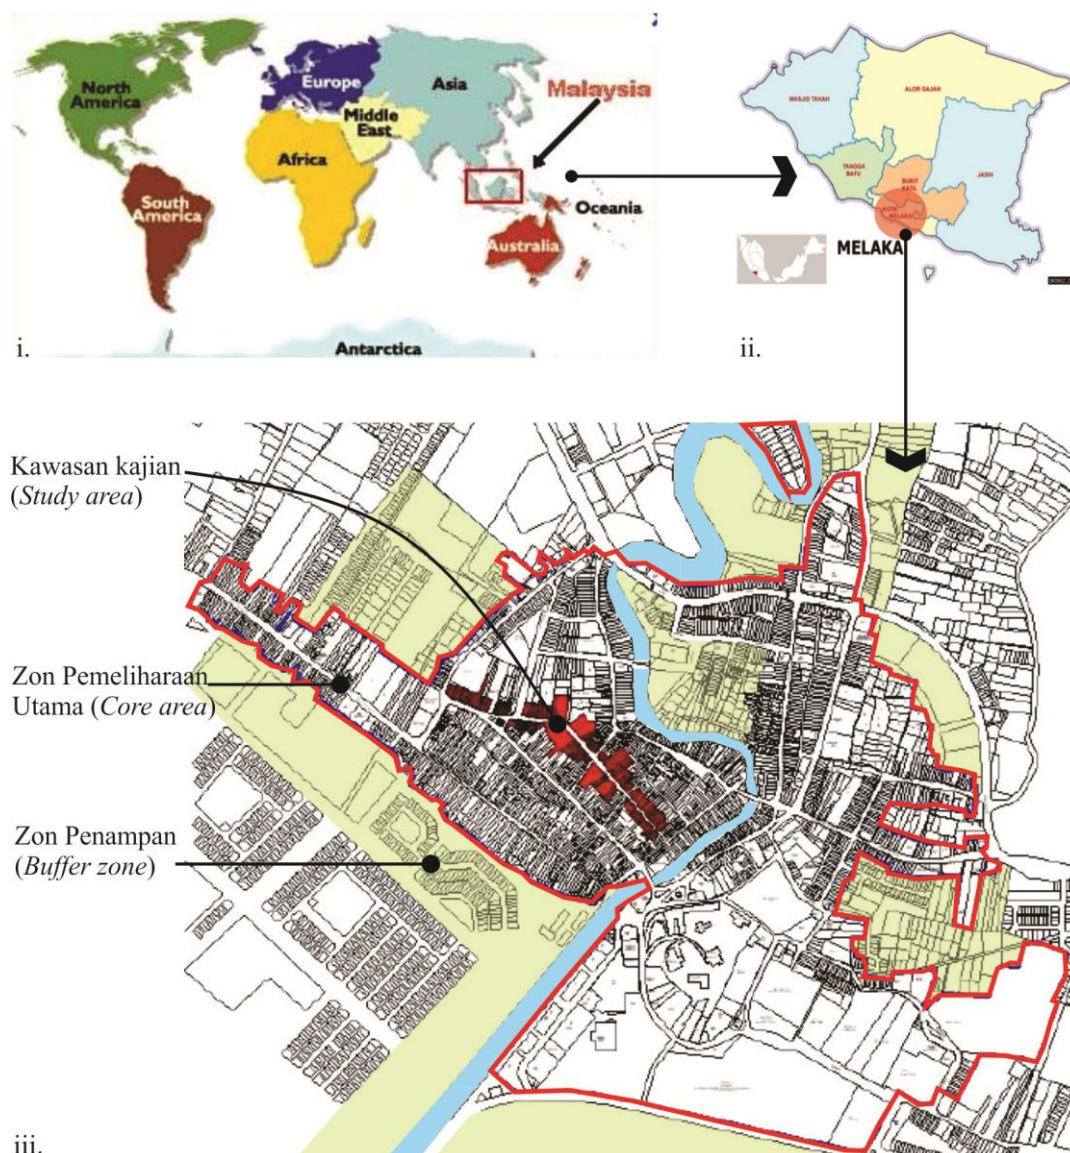 North
America
Europe
Asia
Malaysia
Middle
East
Africa
South
America
Oceania
Australia
Antarctica
i.
MASJID TANAH
ALOR GAJAH
TANGGA
BATU
BUKIT
KATIL
JASIN
KOTA
MELAKA
MELAKA
ii.
Kawasan kajian
(Study area)
Zon Pemeliharaan
Utama (Core area)
Zon Penampan
(Buffer zone)
iii.